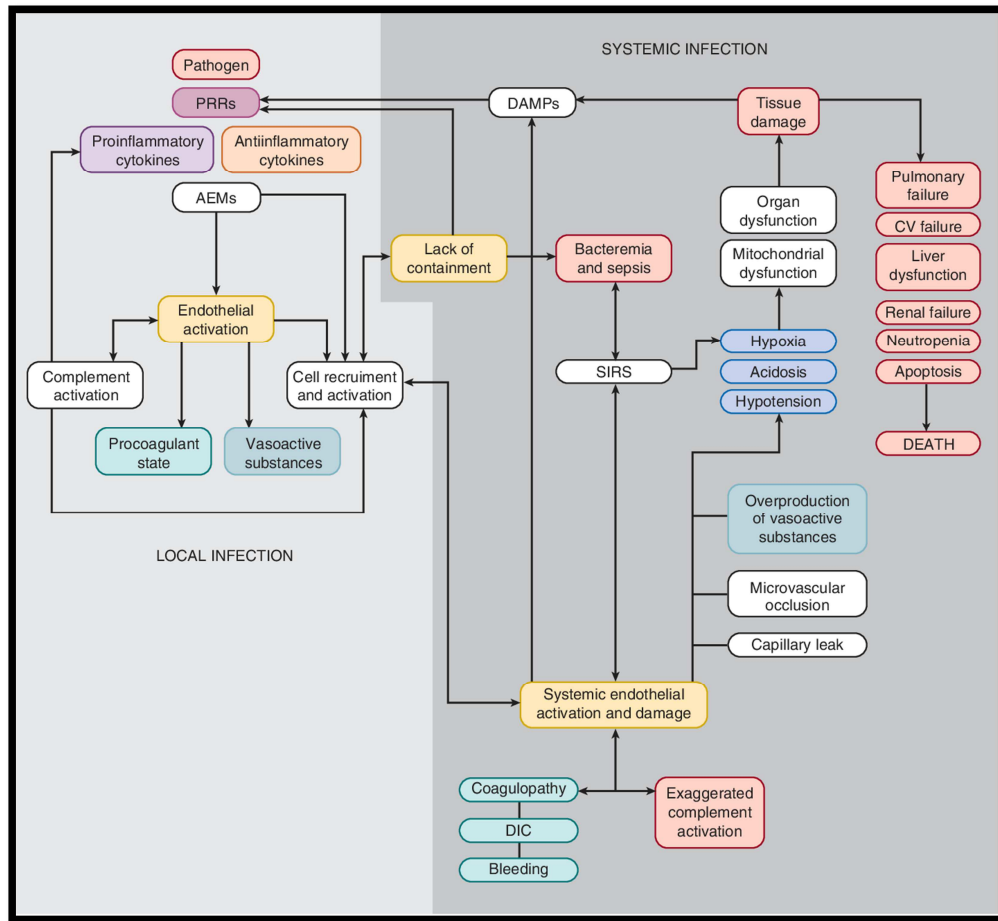 SYSTEMIC INFECTION
Pathogen
PRRs
DAMPs
Tissue
damage
Proinflammatory
cytokines
Antiinflammatory
cytokines
AEMs
Organ
dysfunction
Pulmonary
failure
CV failure
Lack of
containment
Bacteremia
and sepsis
Mitochondrial
dysfunction
Liver
dysfunction
Endothelial
activation
Renal failure
Hypoxia
Neutropenia
Complement
activation
Cell recruiment
and activation
SIRS
Acidosis
Apoptosis
Hypotension
Procoagulant
state
Vasoactive
substances
DEATH
Overproduction
of vasoactive
substances
LOCAL INFECTION
Microvascular
occlusion
Capillary leak
Systemic endothelial
activation and damage
Coagulopathy
DIC
Bleeding
Exaggerated
complement
activation